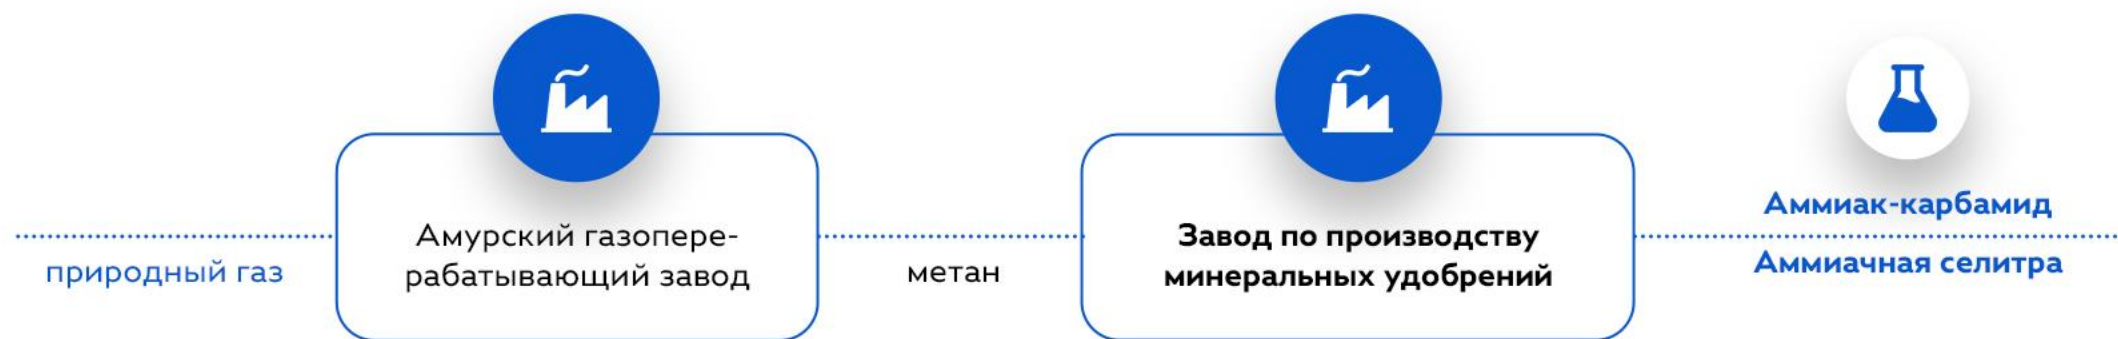 природный газ
Амурский газопере-
рабатывающий завод
метан
Завод по производству
минеральных удобрений
Аммиак-карбамид
Аммиачная селитра